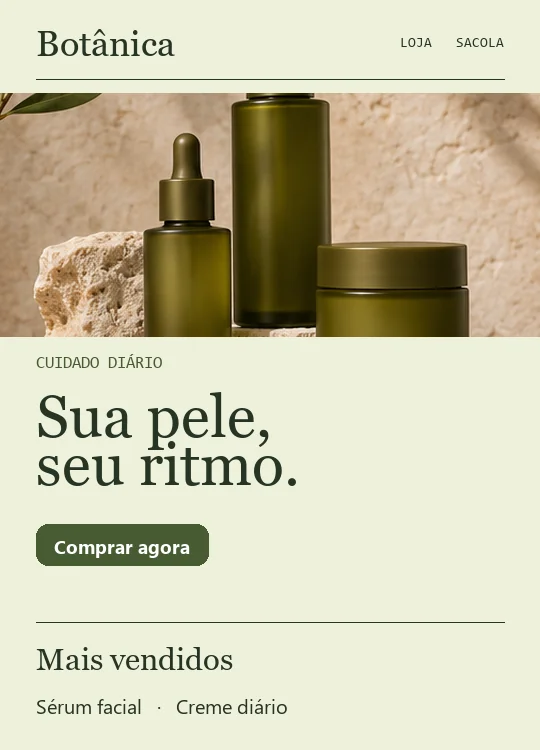 Botânica
LOJA SACOLA
CUIDADO DIÁRIO
Sua pele,
seu ritmo.
Comprar agora
Mais vendidos
Sérum facial · Creme diário